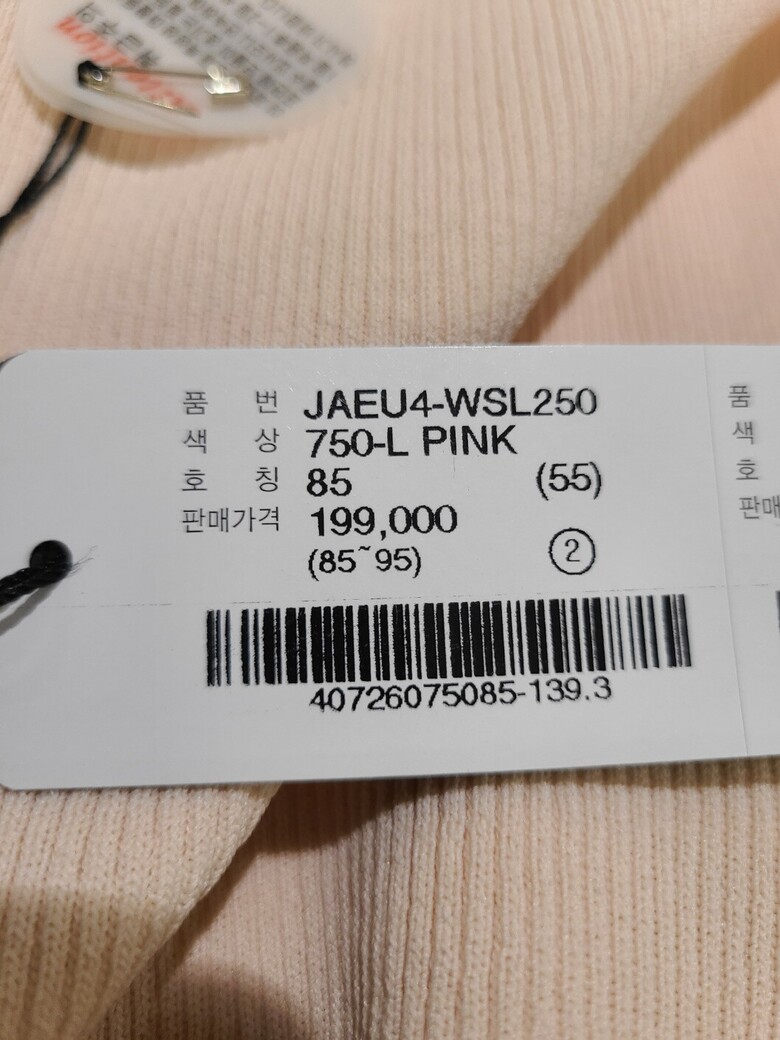 품 번 JAEU4-WSL250
색 상 750-L PINK
호 칭 85 (55)
판매가격 199,000
(85~95) ②
40726075085-139.3
품
색
호
판매